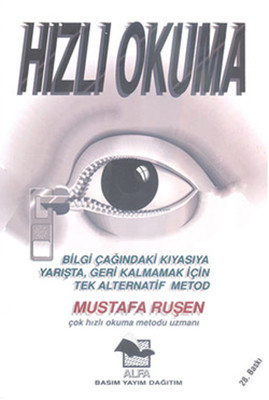 HIZLI OKUMA
BİLGİ ÇAĞINDAKİ KIYASIYA
YARIŞTA, GERİ KALMAMAK İÇİN
TEK ALTERNATİF METOD
MUSTAFA RUŞEN
çok hızlı okuma metodu uzmanı
ALFA
BASIM YAYIM DAĞITIM
28. Baskı